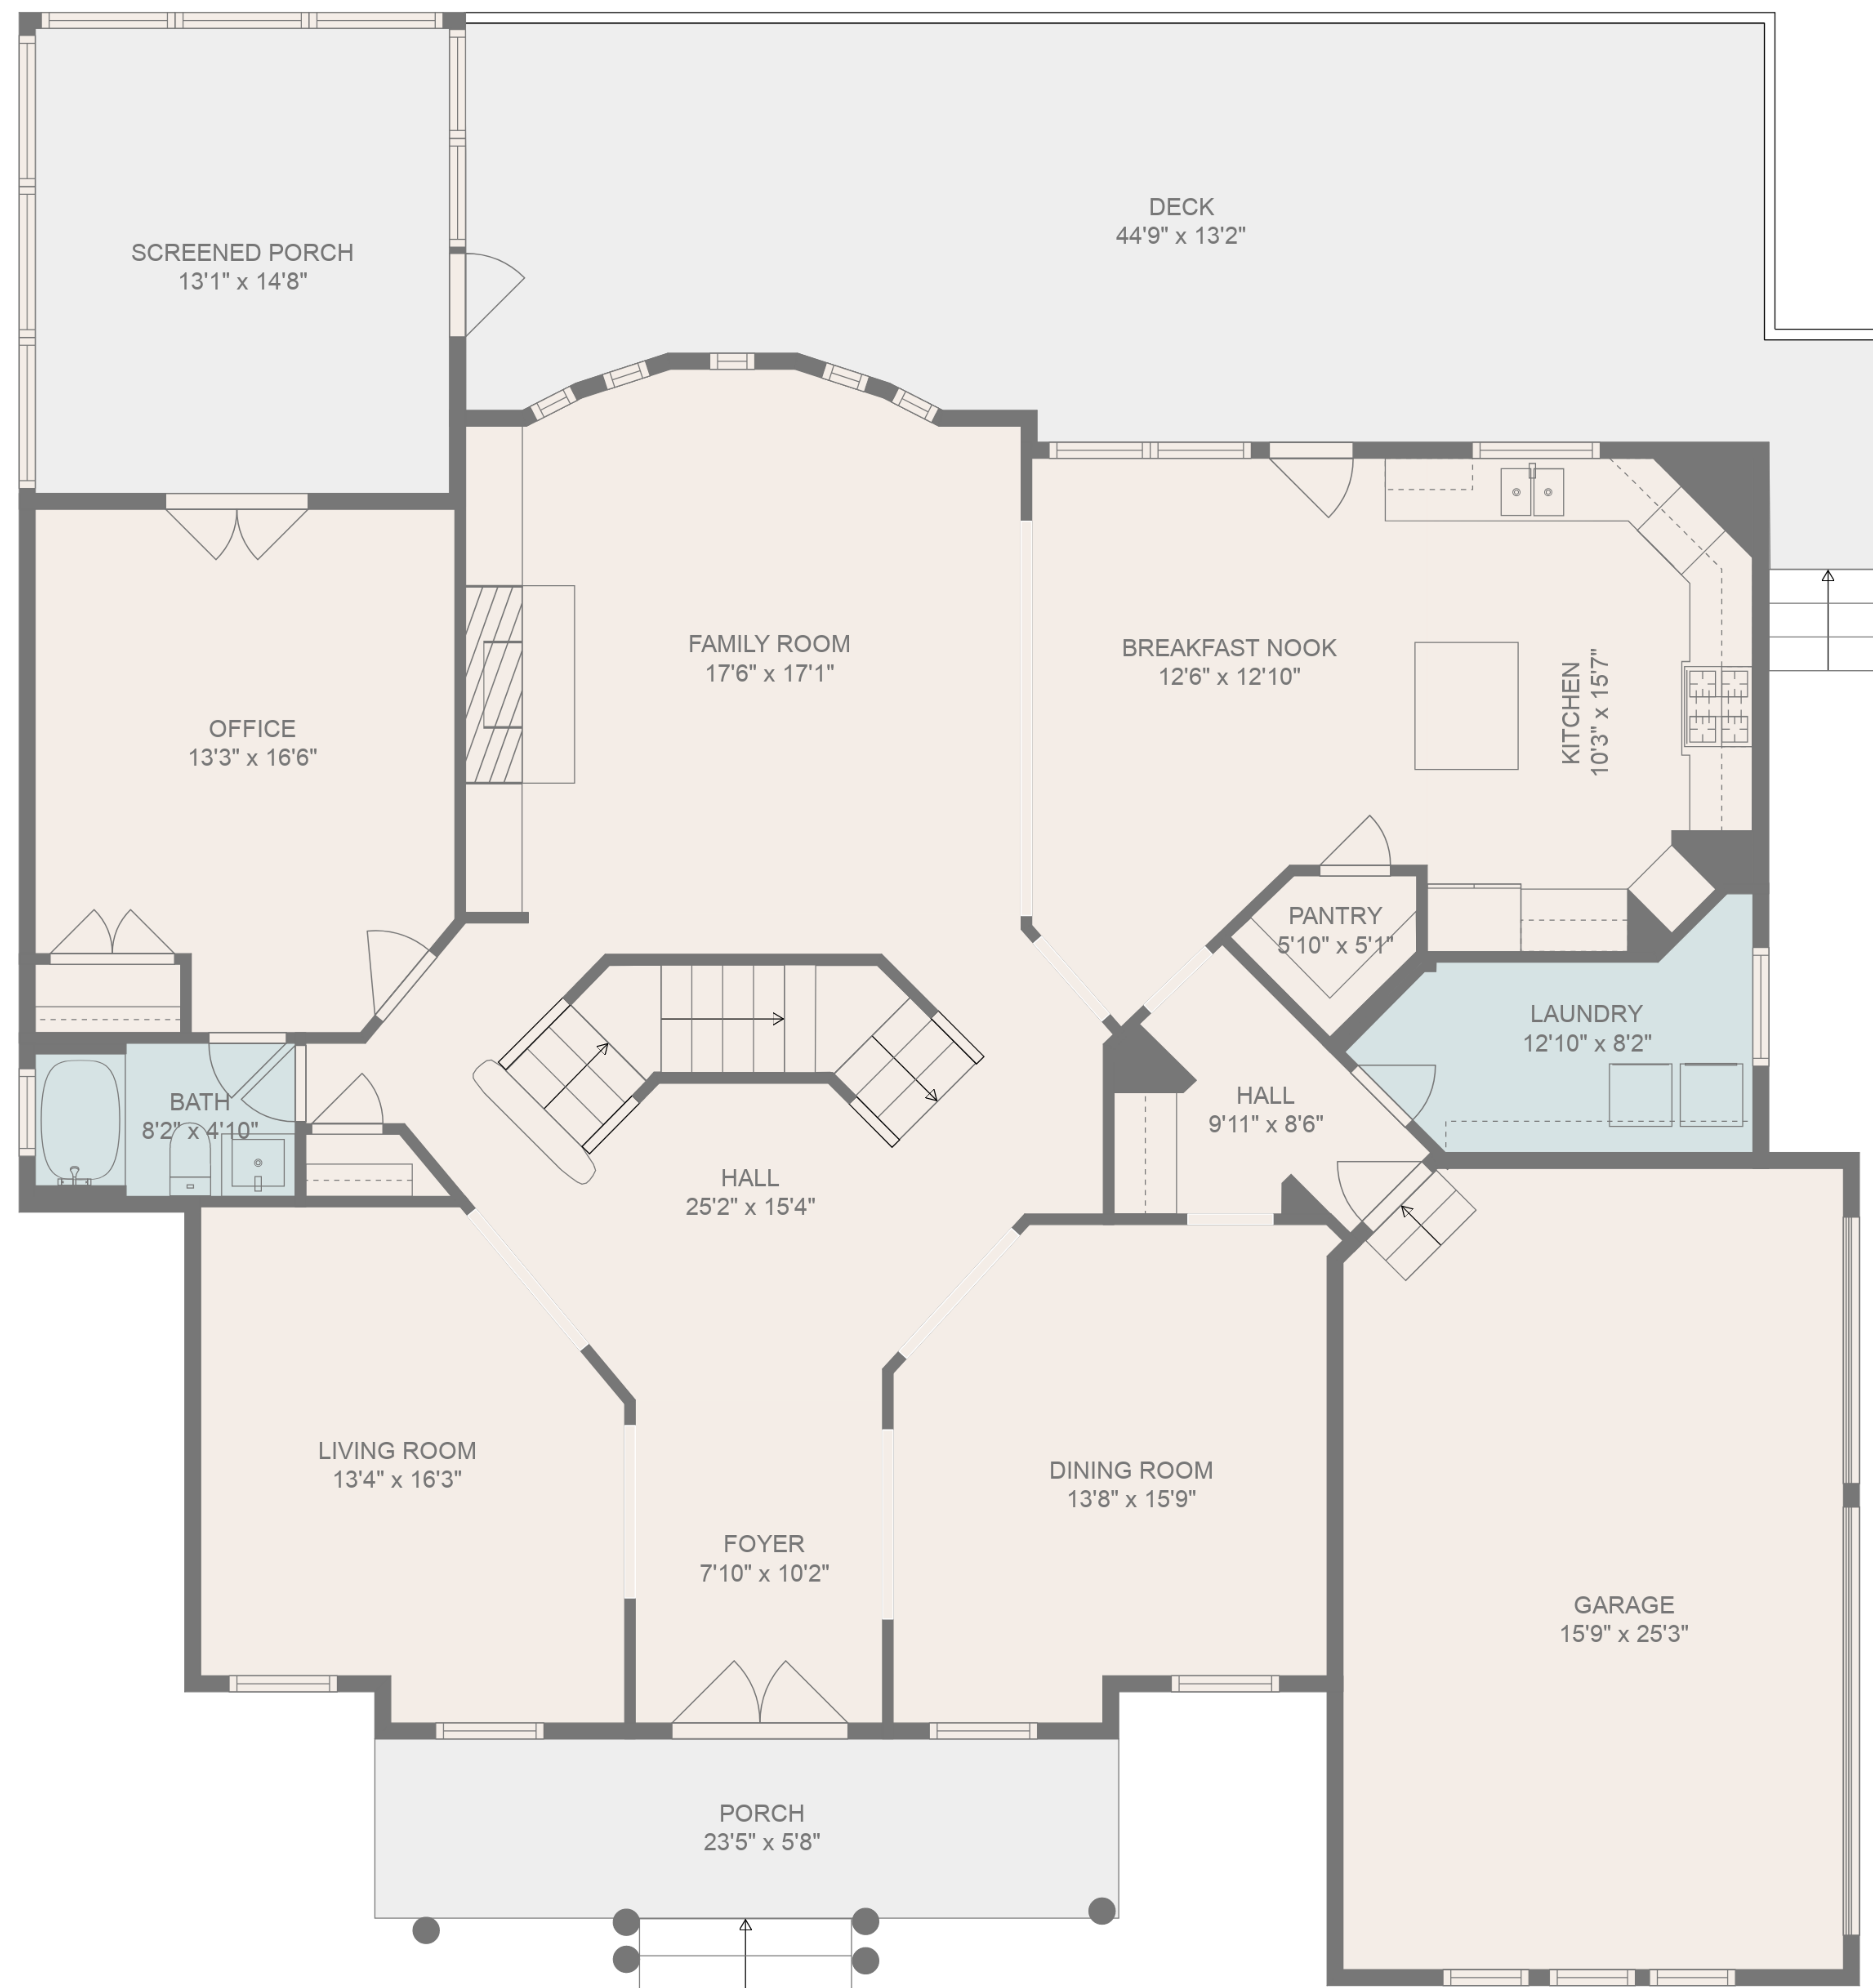 DECK
44'9" x 13'2"
SCREENED PORCH
13'1" x 14'8"
FAMILY ROOM
17'6" x 17'1"
BREAKFAST NOOK
12'6" x 12'10"
KITCHEN
10'3" x 15'7"
OFFICE
13'3" x 16'6"
PANTRY
5'10" x 5'1"
LAUNDRY
12'10" x 8'2"
BATH
8'2" x 4'10"
HALL
9'11" x 8'6"
HALL
25'2" x 15'4"
LIVING ROOM
13'4" x 16'3"
DINING ROOM
13'8" x 15'9"
FOYER
7'10" x 10'2"
GARAGE
15'9" x 25'3"
PORCH
23'5" x 5'8"